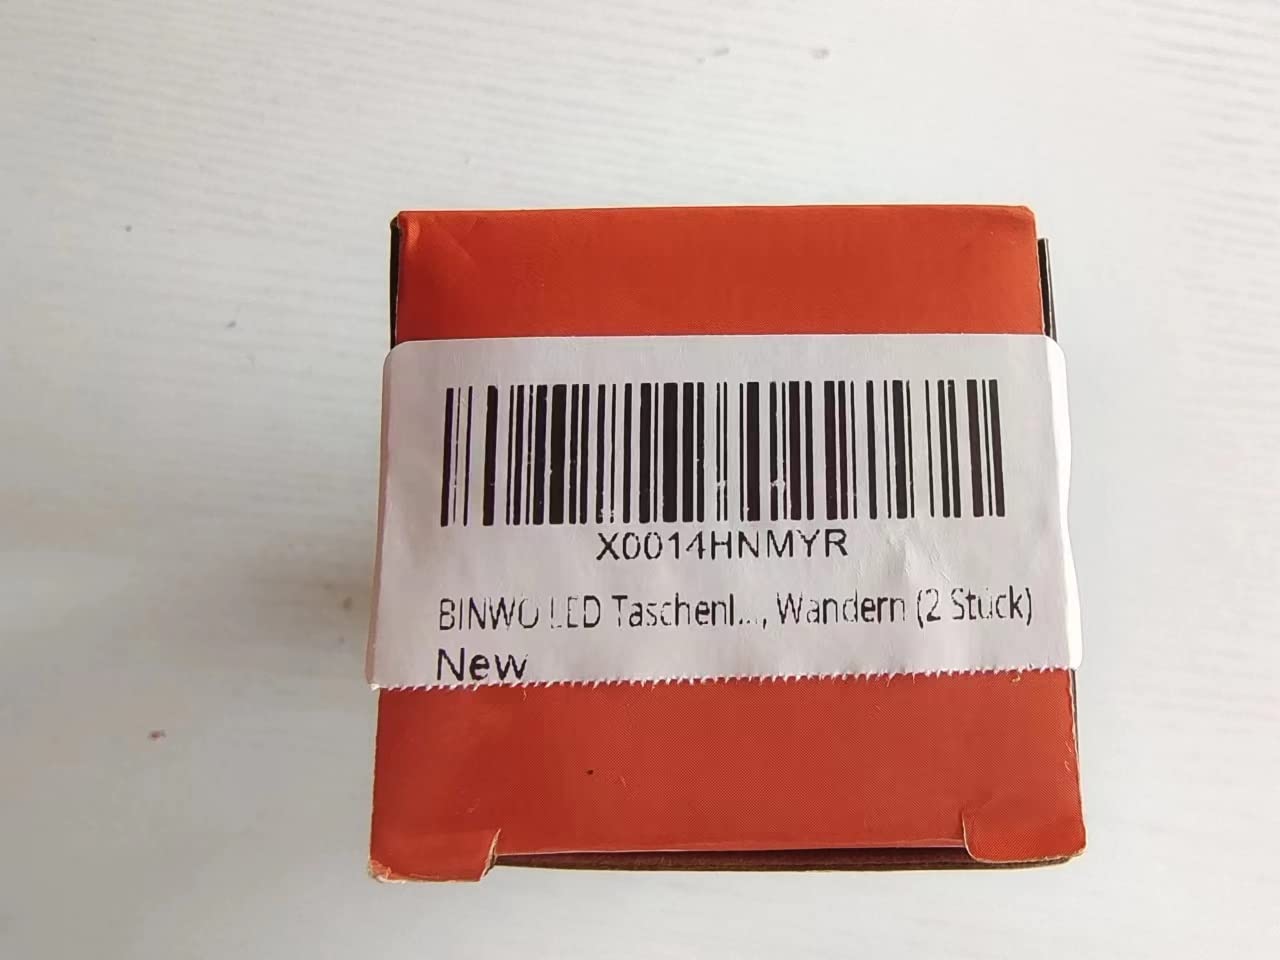 X0014HNMYR
BINWO LED Taschenl..., Wandern (2 Stück)
New